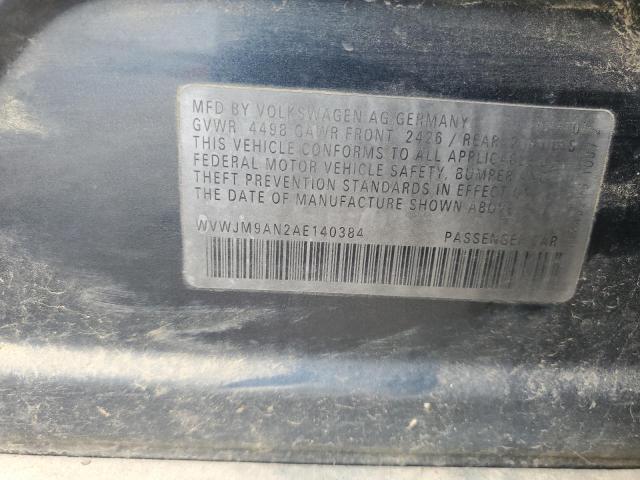 MFD BY VOLKSWAGEN AG GERMANY
GVWR 4498 GAWR FRONT 2426 / REAR
THIS VEHICLE CONFORMS TO ALL
FEDERAL MOTOR VEHICLE SAFETY, BUMPER
THEFT PREVENTION STANDARDS IN EFFECT
THE DATE OF MANUFACTURE SHOWN
WVWJM9AN2AE140384 PASSENGER CAR